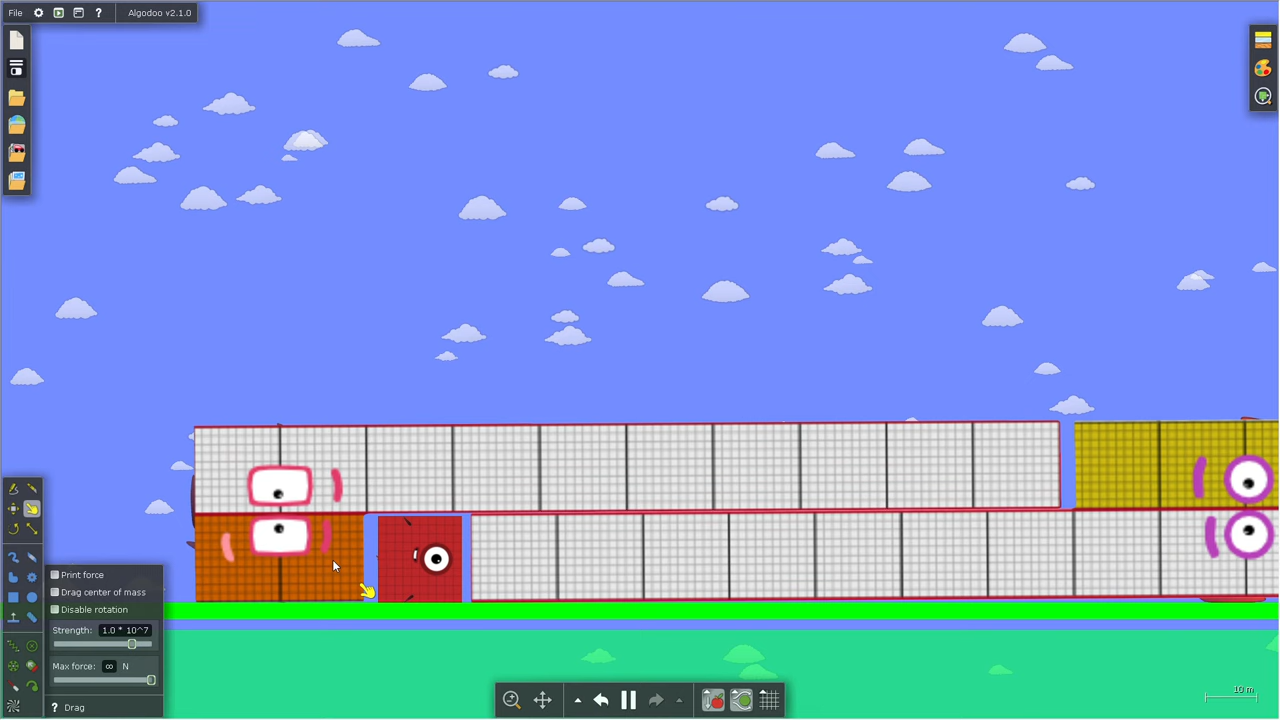 File ? Algodoo v2.1.0
Print force
Drag center of mass
Disable rotation
Strength: 1.0 * 10^7
Max force: ∞ N
? Drag
10 m